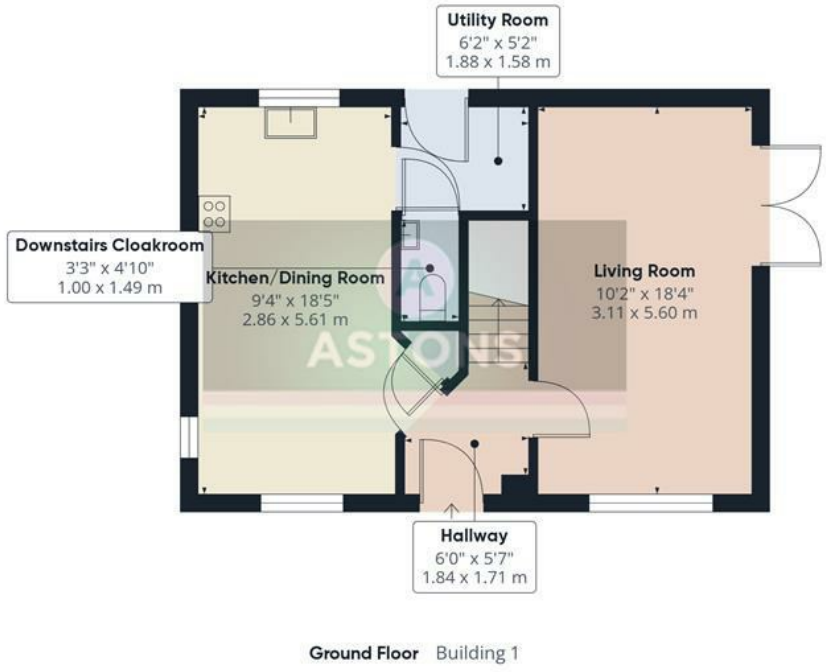 Utility Room
6'2" x 5'2"
1.88 x 1.58 m
Downstairs Cloakroom
3'3" x 4'10"
1.00 x 1.49 m
Kitchen/Dining Room
9'4" x 18'5"
2.86 x 5.61 m
Living Room
10'2" x 18'4"
3.11 x 5.60 m
A
ASTONS
Hallway
6'0" x 5'7"
1.84 x 1.71 m
Ground Floor Building 1